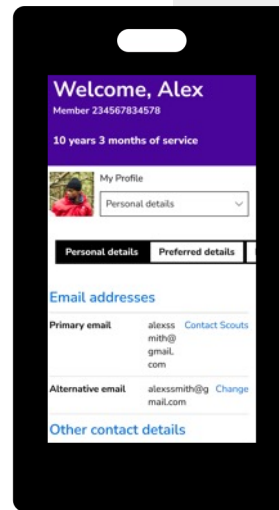 Welcome, Alex
Member 234567834578
10 years 3 months of service
My Profile
Personal details
Personal details Preferred details
Email addresses
Primary email alexss Contact Scouts
mith@
gmail.
com
Alternative email alexssmith@g Change
mail.com
Other contact details